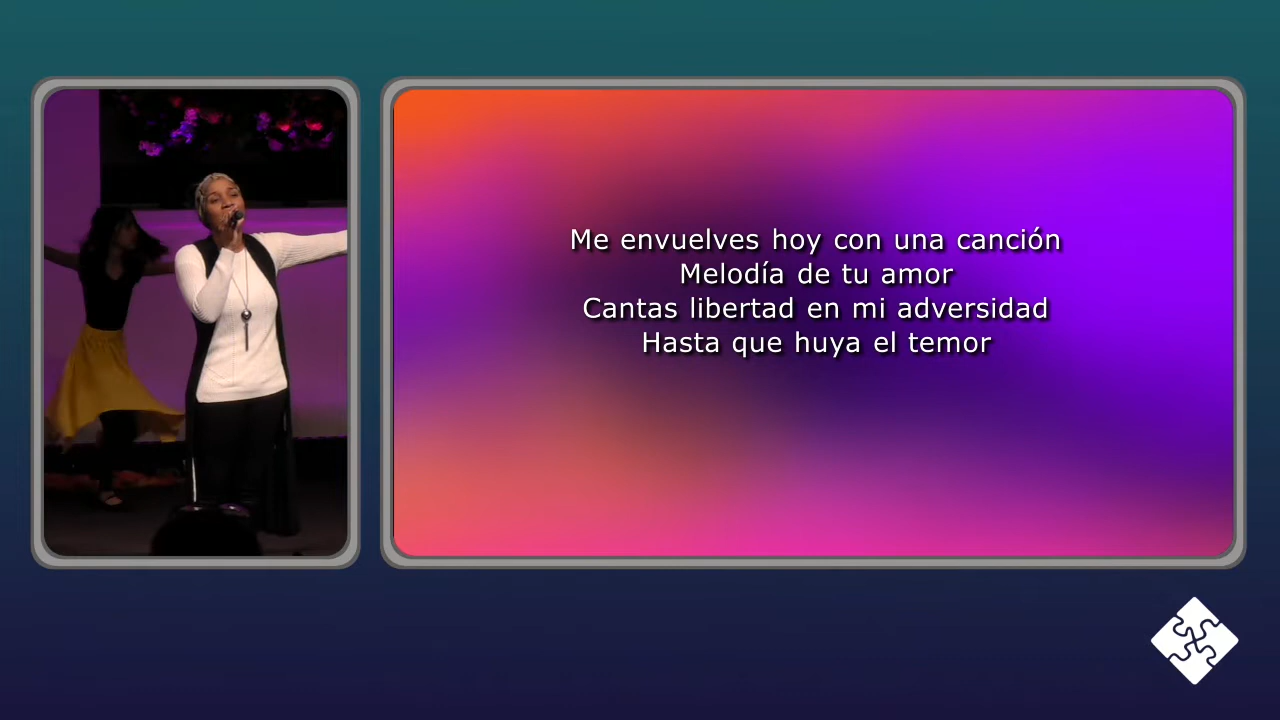 Me envuelves hoy con una canción
Melodía de tu amor
Cantas libertad en mi adversidad
Hasta que huya el temor